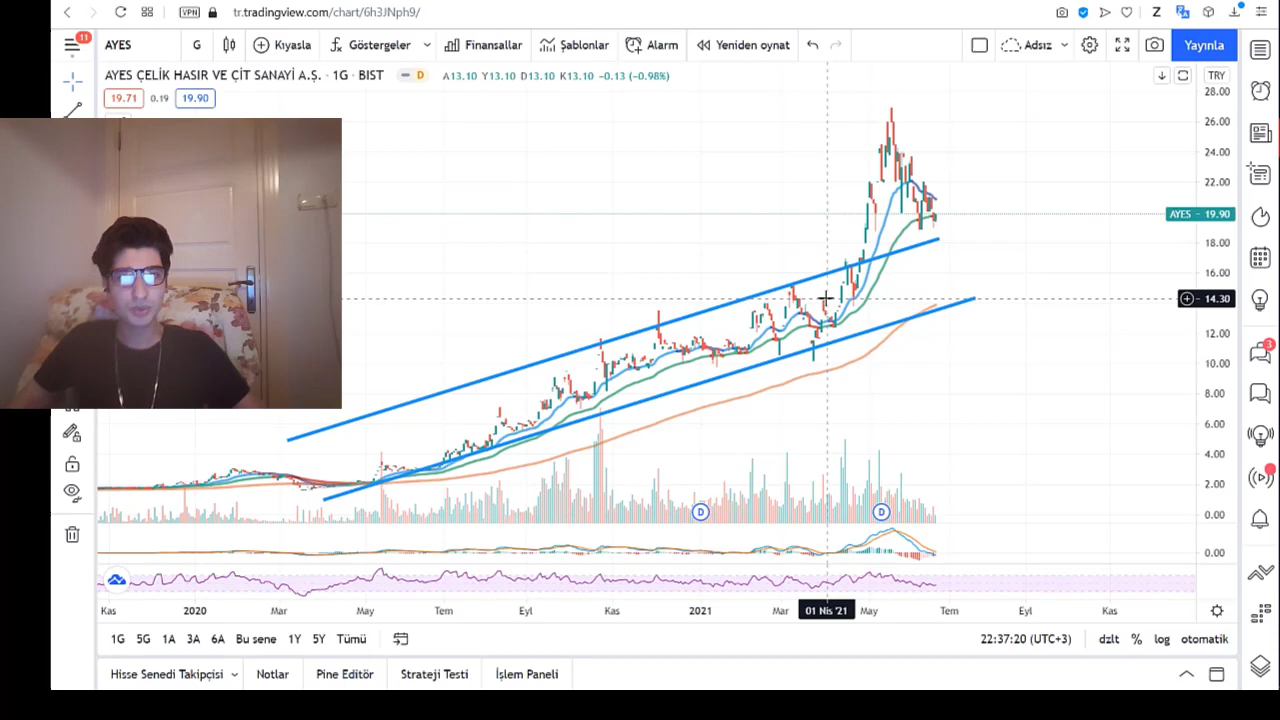 VPN
tr.tradingview.com/chart/6h3JNph9/
Z
11
AYES
G
Kıyasla
Göstergeler
Finansallar
Şablonlar
Alarm
Yeniden oynat
Adsız
Yayınla
AYES ÇELİK HASIR VE ÇİT SANAYİ A.Ş. · 1G · BIST
D
A13.10 Y13.10 D13.10 K13.10 -0.13 (-0.98%)
TRY
19.71
0.19
19.90
28.00
26.00
24.00
22.00
AYES - 19.90
18.00
16.00
14.30
12.00
10.00
8.00
6.00
4.00
2.00
0.00
0.00
3
D
D
Kas
2020
Mar
May
Tem
Eyl
Kas
2021
Mar
01 Nis '21
May
Tem
Eyl
Kas
1G 5G 1A 3A 6A Bu sene 1Y 5Y Tümü
22:37:20 (UTC+3)
dzlt % log otomatik
Hisse Senedi Takipçisi
Notlar
Pine Editör
Strateji Testi
İşlem Paneli